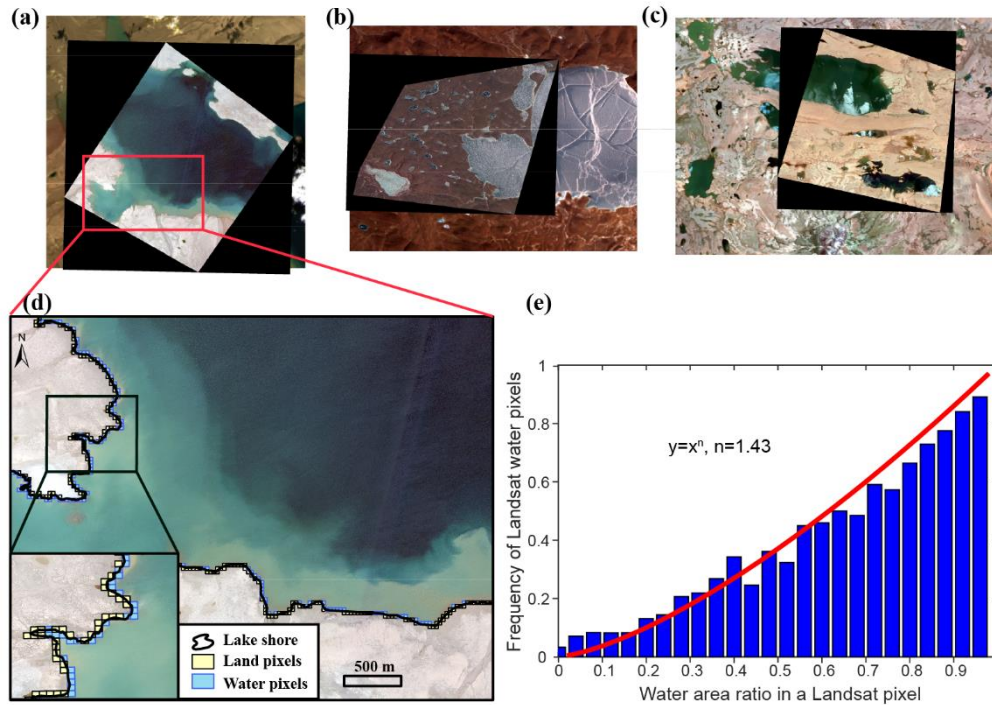 (a)
(b)
(c)
(d)
N
Lake shore
Land pixels
Water pixels
500 m
(e)
Frequency of Landsat water pixels
1
0.8
0.6
0.4
0.2
0
y=xⁿ, n=1.43
0 0.1 0.2 0.3 0.4 0.5 0.6 0.7 0.8 0.9
Water area ratio in a Landsat pixel